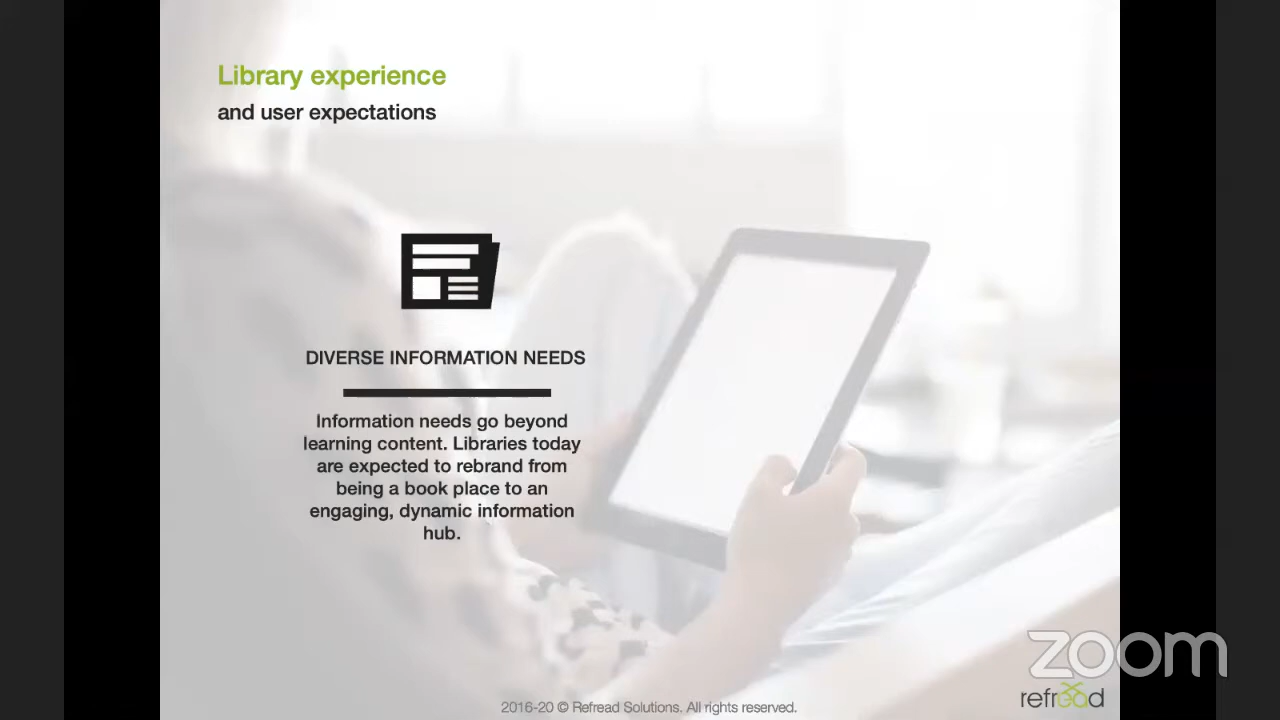 Library experience
and user expectations
DIVERSE INFORMATION NEEDS
Information needs go beyond
learning content. Libraries today
are expected to rebrand from
being a book place to an
engaging, dynamic information
hub.
zoom
refread
2016-20 © Refread Solutions. All rights reserved.